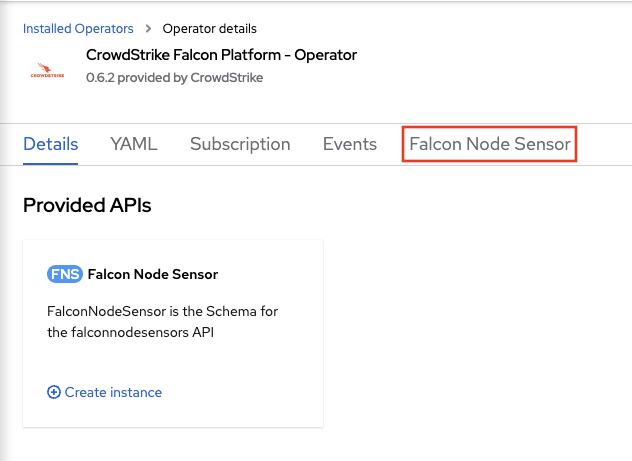 Installed Operators > Operator details
CrowdStrike Falcon Platform - Operator
CROWDSTRIKE
0.6.2 provided by CrowdStrike
Details YAML Subscription Events Falcon Node Sensor
Provided APIs
FNS Falcon Node Sensor
FalconNodeSensor is the Schema for
the falconnodesensors API
Create instance